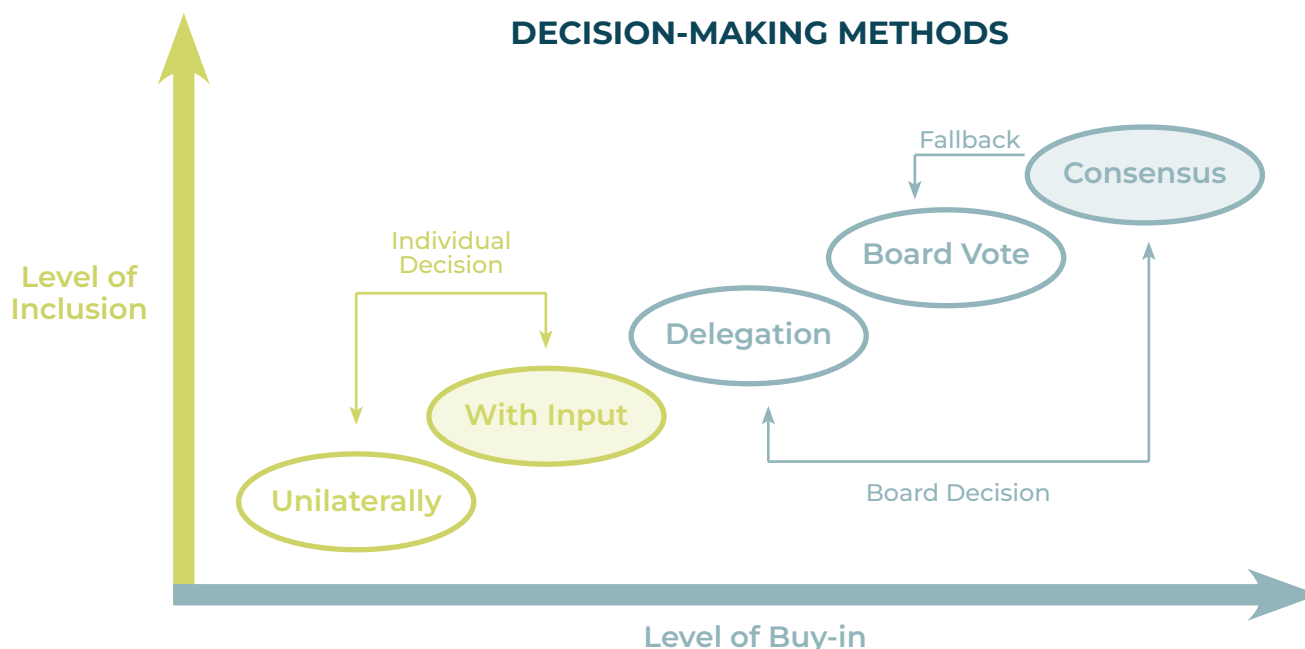 DECISION-MAKING METHODS
Fallback
Consensus
Board Vote
Individual
Decision
Level of
Inclusion
Delegation
With Input
Unilaterally
Board Decision
Level of Buy-in